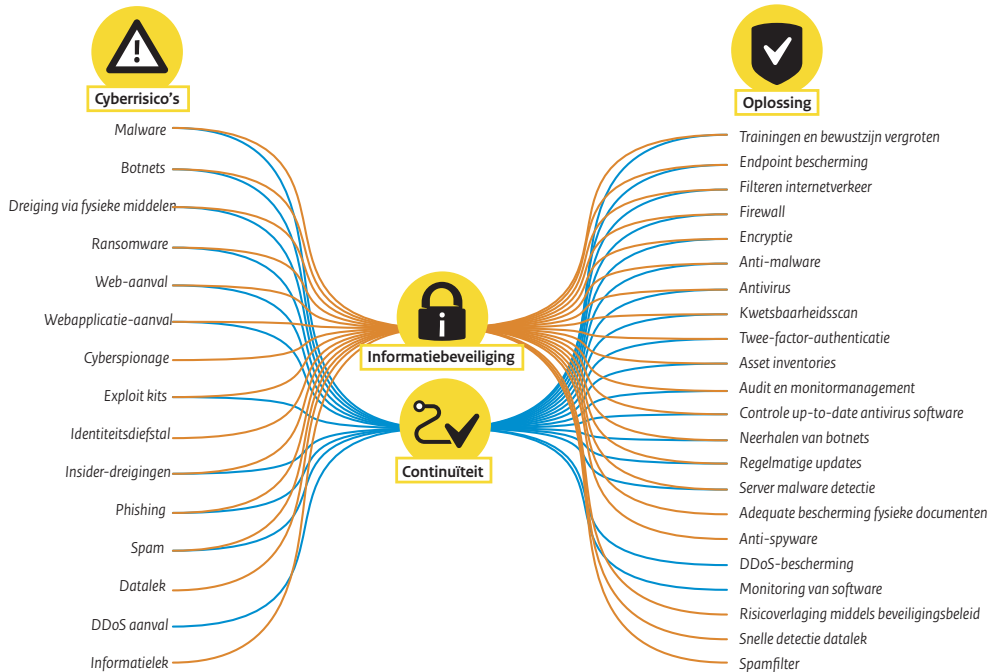 Cyberrisico's
Malware
Botnets
Dreiging via fysieke middelen
Ransomware
Web-aanval
Webapplicatie-aanval
Cyberspionage
Exploit kits
Identiteitsdiefstal
Insider-dreigingen
Phishing
Spam
Datalek
DDoS aanval
Informatielek
Informatiebeveiliging
Continuïteit
Oplossing
Trainingen en bewustzijn vergroten
Endpoint bescherming
Filteren internetverkeer
Firewall
Encryptie
Anti-malware
Antivirus
Kwetsbaarheidsscan
Twee-factor-authenticatie
Asset inventories
Audit en monitormanagement
Controle up-to-date antivirus software
Neerhalen van botnets
Regelmatige updates
Server malware detectie
Adequate bescherming fysieke documenten
Anti-spyware
DDoS-bescherming
Monitoring van software
Risicoverlaging middels beveiligingsbeleid
Snelle detectie datalek
Spamfilter